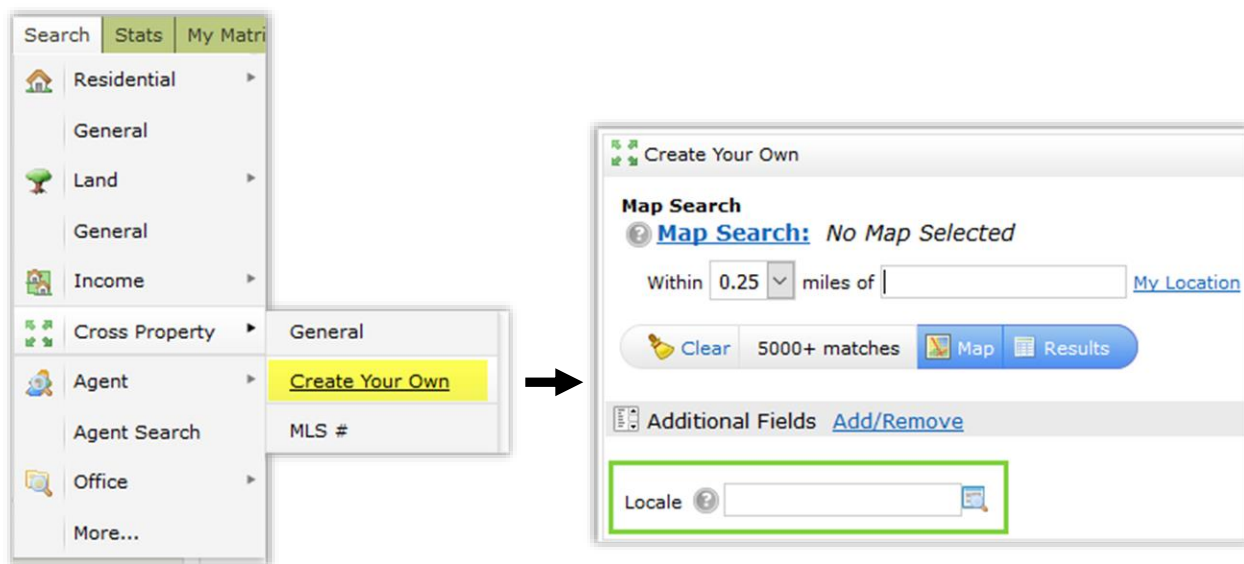 Search Stats My Matri
Residential
General
Land
General
Income
Cross Property
Agent
Agent Search
Office
More...
General
Create Your Own
MLS #
Create Your Own
Map Search
Map Search: No Map Selected
Within 0.25 miles of My Location
Clear 5000+ matches Map Results
Additional Fields Add/Remove
Locale